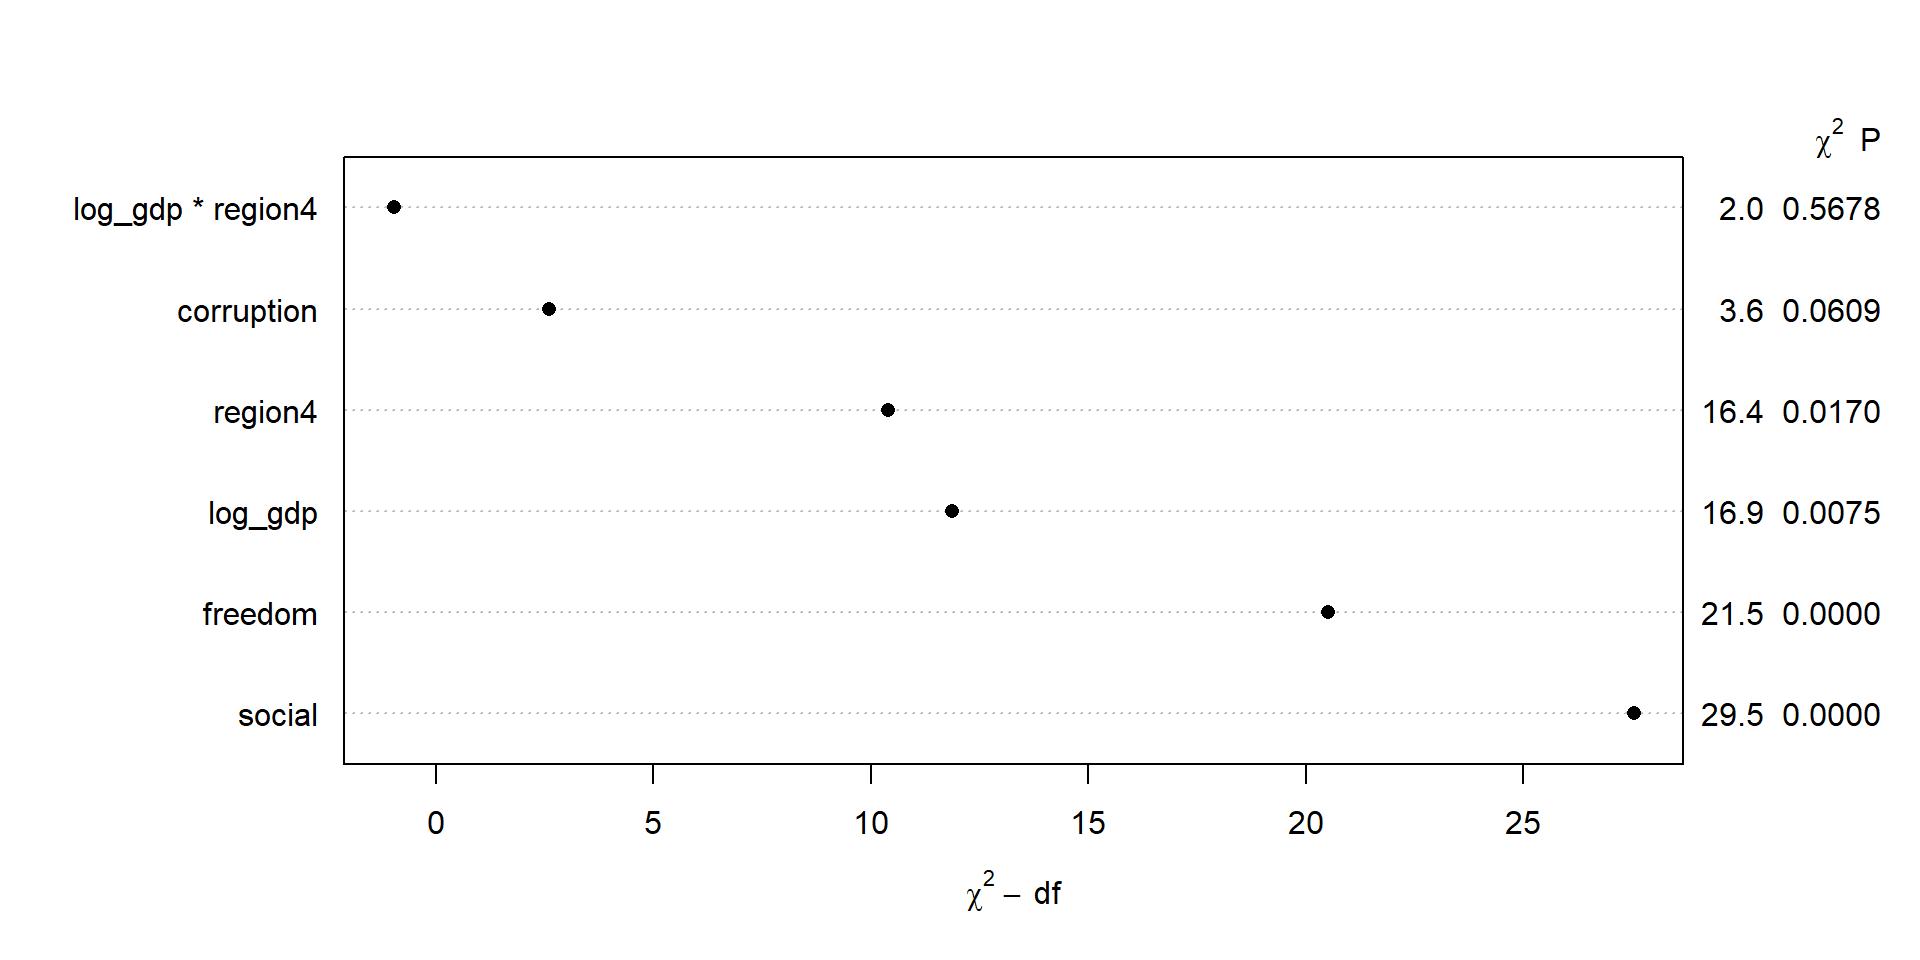 χ² P
log_gdp * region4 2.0 0.5678
corruption 3.6 0.0609
region4 16.4 0.0170
log_gdp 16.9 0.0075
freedom 21.5 0.0000
social 29.5 0.0000
0 5 10 15 20 25
χ² − df